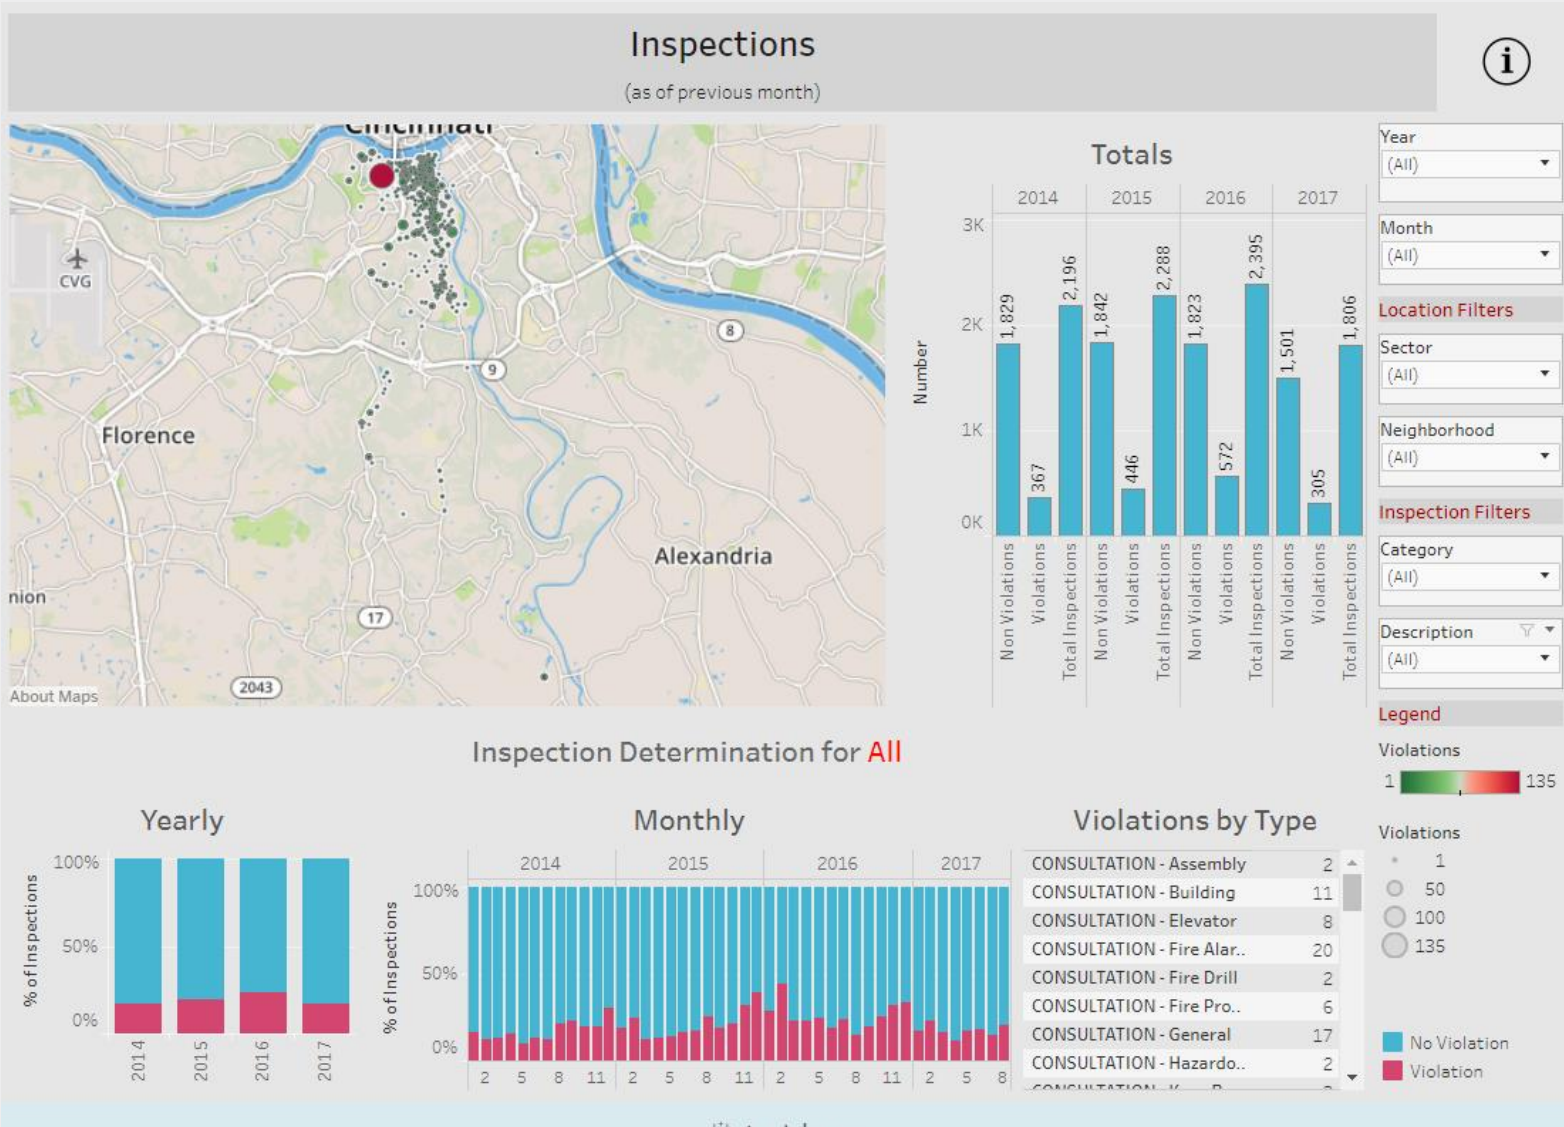 Inspections
(as of previous month)
Cincinnati
CVG
8
9
Florence
Alexandria
nion
17
2043
About Maps
Totals
2014 2015 2016 2017
Number
3K
2K
1K
0K
1,829 367 2,196 1,842 446 2,288 1,823 572 2,395 1,501 305 1,806
Non Violations Violations Total Inspections Non Violations Violations Total Inspections Non Violations Violations Total Inspections Non Violations Violations Total Inspections
Year
(All)
Month
(All)
Location Filters
Sector
(All)
Neighborhood
(All)
Inspection Filters
Category
(All)
Description
(All)
Legend
Violations
1 135
Violations
1
50
100
135
No Violation
Violation
Inspection Determination for All
Yearly
% of Inspections
100%
50%
0%
2014 2015 2016 2017
Monthly
2014 2015 2016 2017
% of Inspections
100%
50%
0%
2 5 8 11 2 5 8 11 2 5 8 11 2 5 8
Violations by Type
CONSULTATION - Assembly 2
CONSULTATION - Building 11
CONSULTATION - Elevator 8
CONSULTATION - Fire Alar.. 20
CONSULTATION - Fire Drill 2
CONSULTATION - Fire Pro.. 6
CONSULTATION - General 17
CONSULTATION - Hazardo.. 2
CONSULTATION -